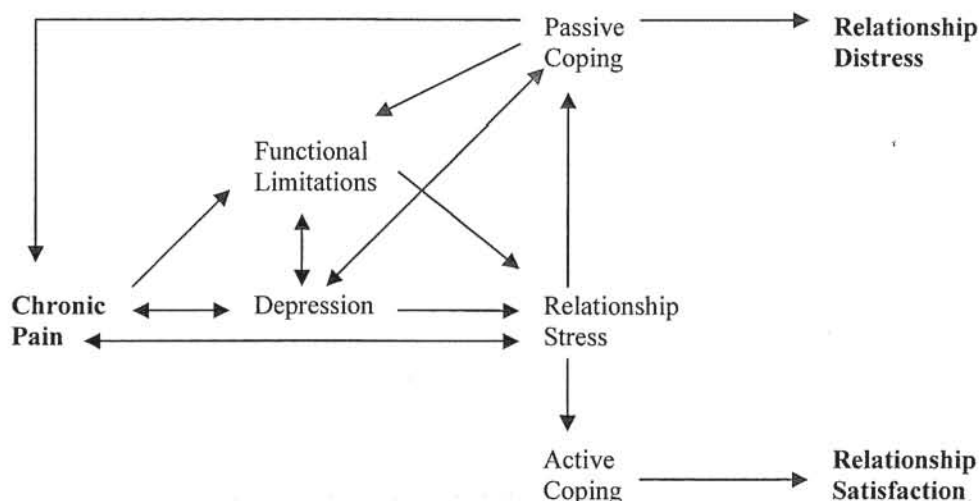 Passive
Coping
Relationship
Distress
Functional
Limitations
Chronic
Pain
Depression
Relationship
Stress
Active
Coping
Relationship
Satisfaction